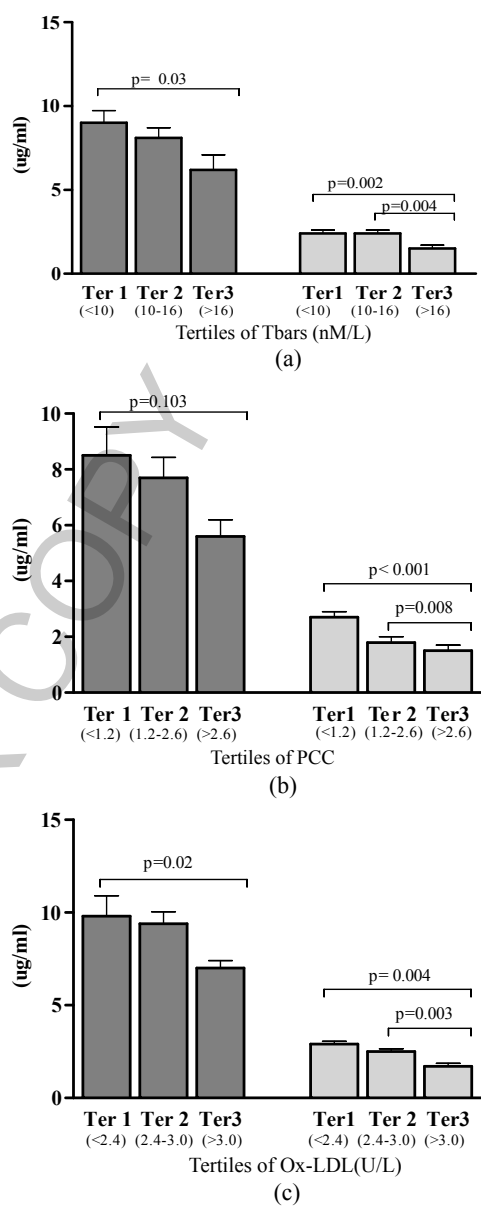 p= 0.03
15
10
5
0
(ug/ml)
p=0.002
p=0.004
Ter 1 Ter 2 Ter3 Ter1 Ter 2 Ter3
(<10) (10-16) (>16) (<10) (10-16) (>16)
Tertiles of Tbars (nM/L)
(a)
p=0.103
10
8
6
4
2
0
(ug/ml)
p< 0.001
p=0.008
Ter 1 Ter 2 Ter3 Ter1 Ter 2 Ter3
(<1.2) (1.2-2.6) (>2.6) (<1.2) (1.2-2.6) (>2.6)
Tertiles of PCC
(b)
COPY
15
10
5
0
(ug/ml)
p=0.02
p= 0.004
p=0.003
Ter 1 Ter 2 Ter3 Ter1 Ter 2 Ter3
(<2.4) (2.4-3.0) (>3.0) (<2.4) (2.4-3.0) (>3.0)
Tertiles of Ox-LDL(U/L)
(c)